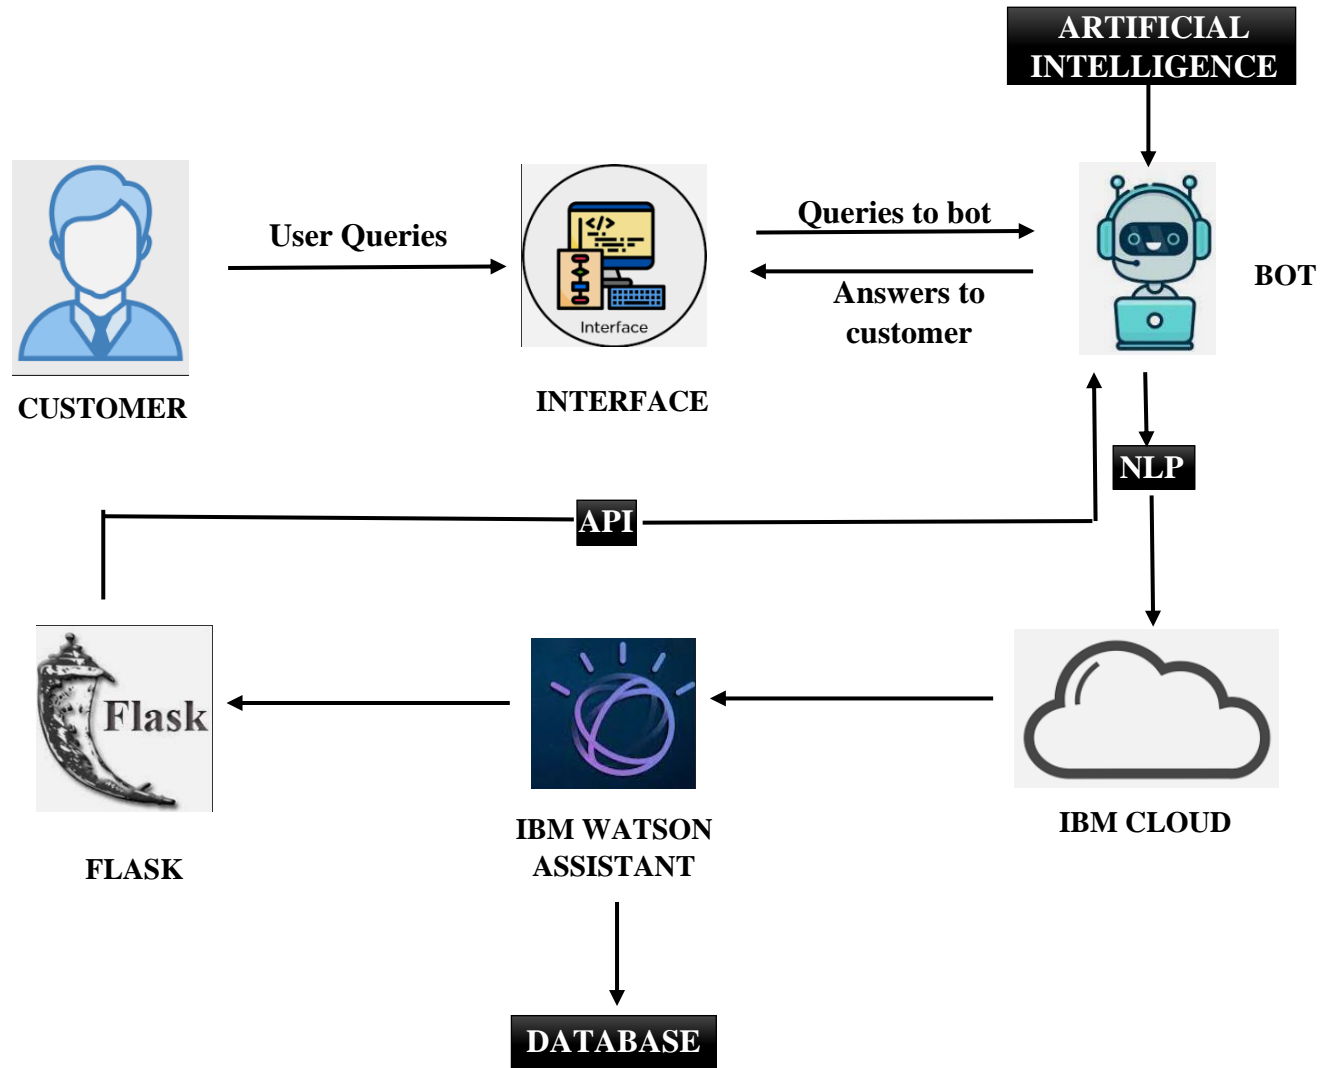 ARTIFICIAL
INTELLIGENCE
User Queries
</>
Interface
Queries to bot
Answers to
customer
BOT
CUSTOMER
INTERFACE
NLP
API
Flask
FLASK
IBM WATSON
ASSISTANT
IBM CLOUD
DATABASE